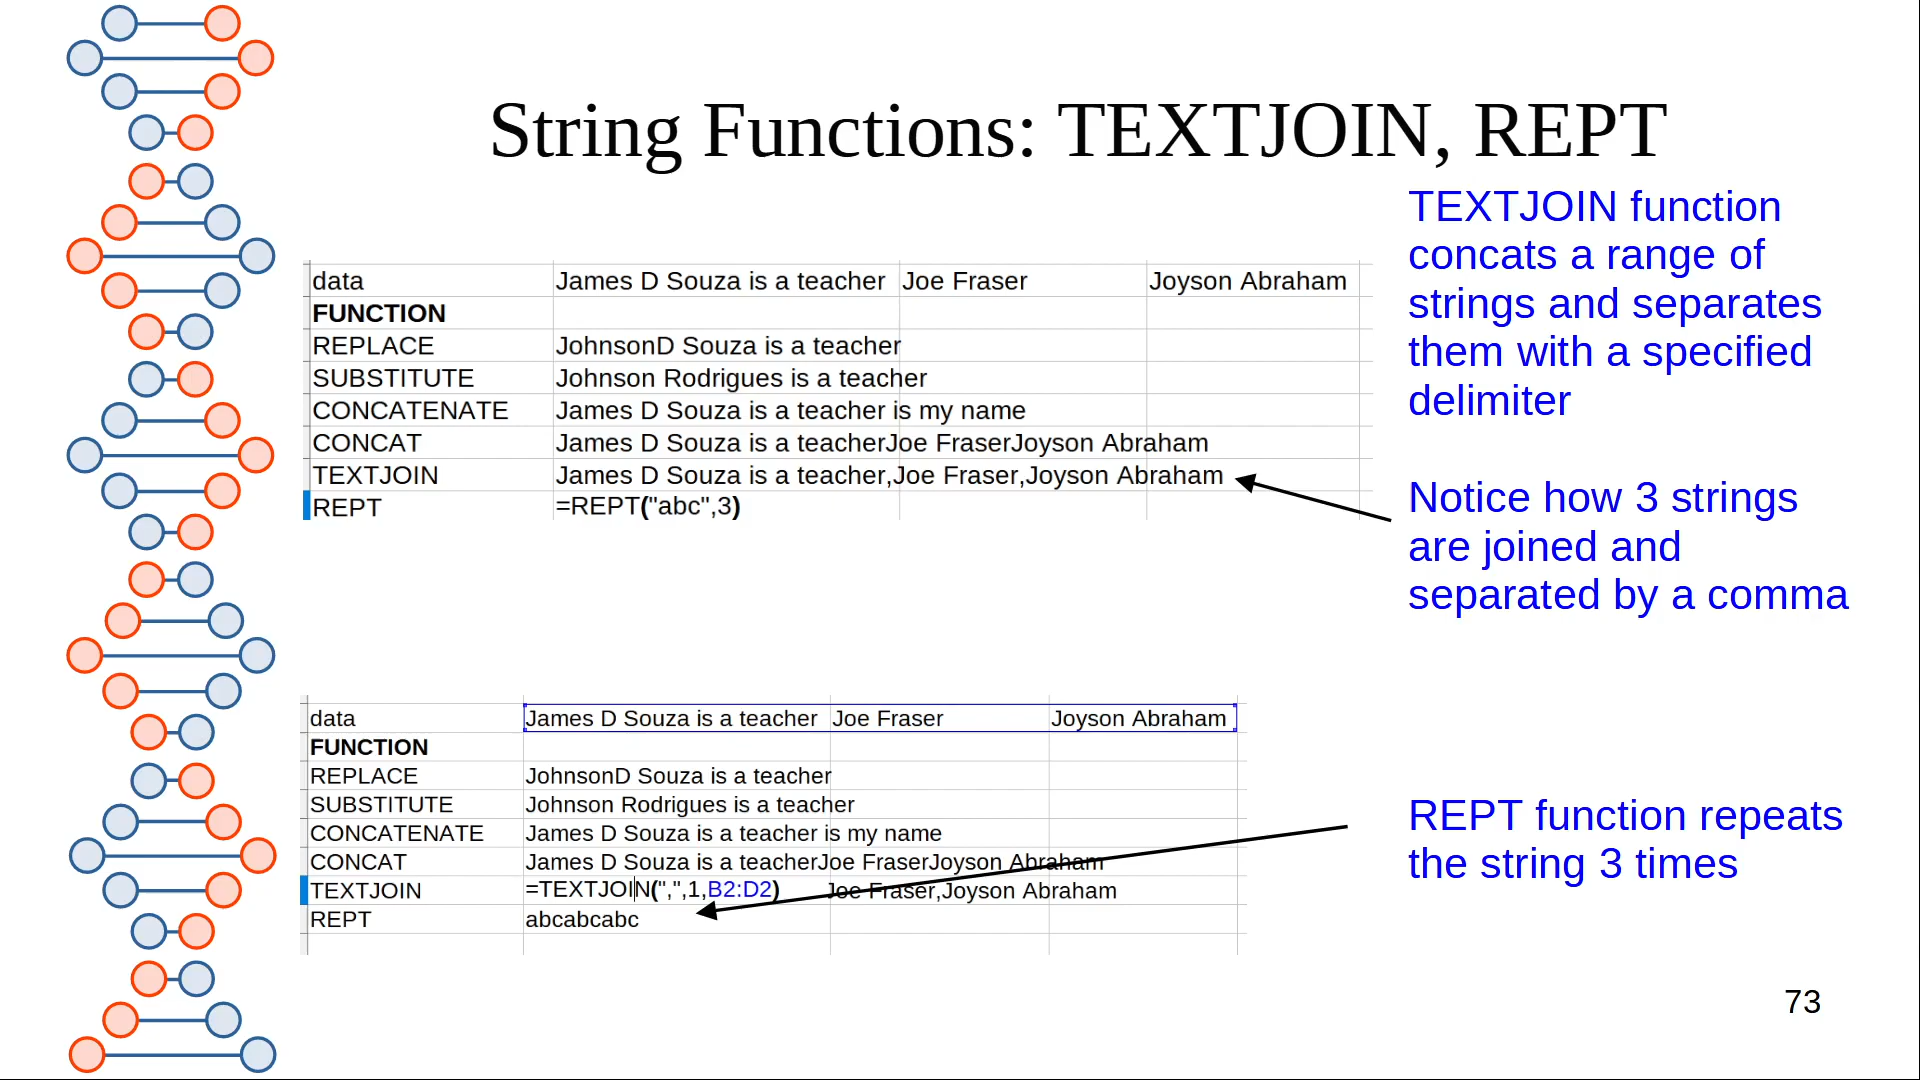 String Functions: TEXTJOIN, REPT
TEXTJOIN function
concats a range of
strings and separates
them with a specified
delimiter
Notice how 3 strings
are joined and
separated by a comma
data James D Souza is a teacher Joe Fraser Joyson Abraham
FUNCTION
REPLACE JohnsonD Souza is a teacher
SUBSTITUTE Johnson Rodrigues is a teacher
CONCATENATE James D Souza is a teacher is my name
CONCAT James D Souza is a teacherJoe FraserJoyson Abraham
TEXTJOIN James D Souza is a teacher,Joe Fraser,Joyson Abraham
REPT =REPT("abc",3)
data James D Souza is a teacher Joe Fraser Joyson Abraham
FUNCTION
REPLACE JohnsonD Souza is a teacher
SUBSTITUTE Johnson Rodrigues is a teacher
CONCATENATE James D Souza is a teacher is my name
CONCAT James D Souza is a teacherJoe FraserJoyson Abraham
TEXTJOIN =TEXTJOIN(",",1,B2:D2) Joe Fraser,Joyson Abraham
REPT abcabcabc
REPT function repeats
the string 3 times
73